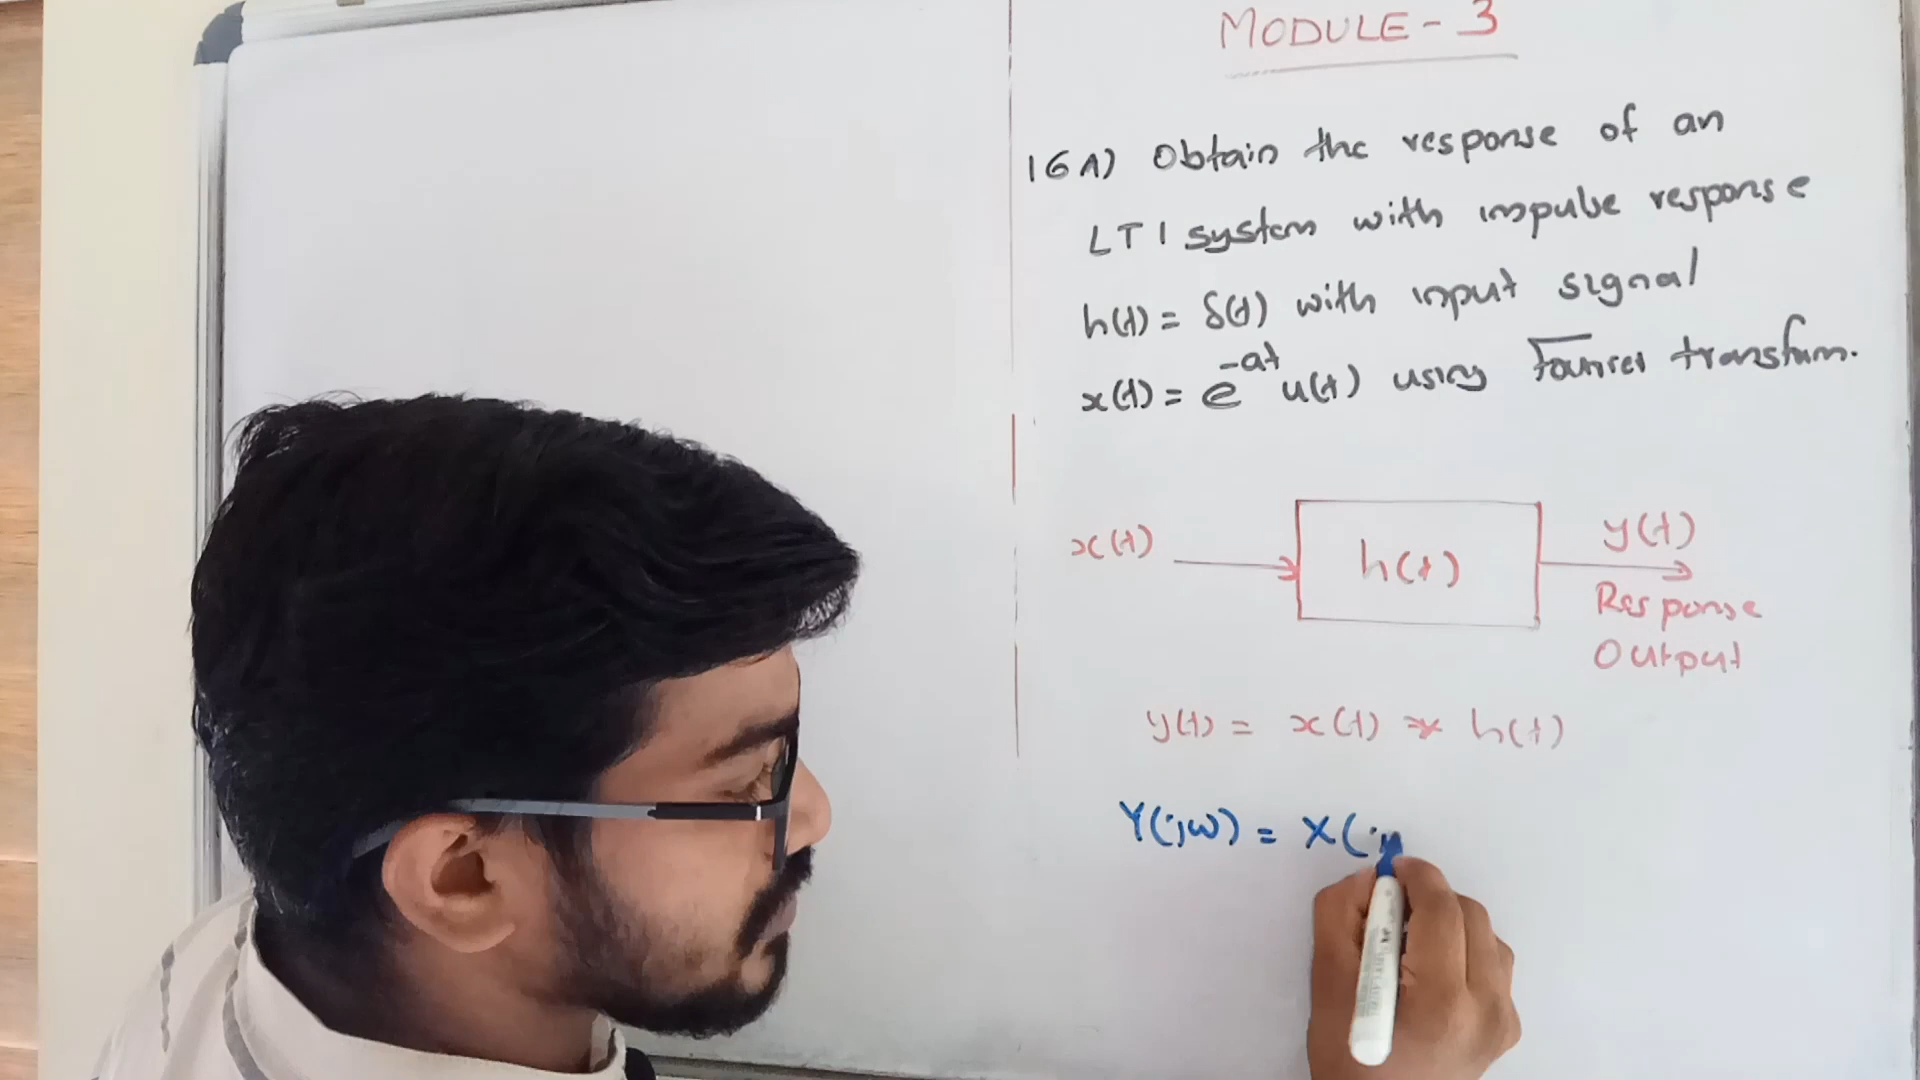 MODULE - 3
16 A) Obtain the response of an
LTI system with impulse response
h(t) = δ(t) with input signal
x(t) = e^-at u(t) using Fourier transform.
x(t)
h(t)
y(t)
Response
Output
y(t) = x(t) * h(t)
Y(jω) = X(j